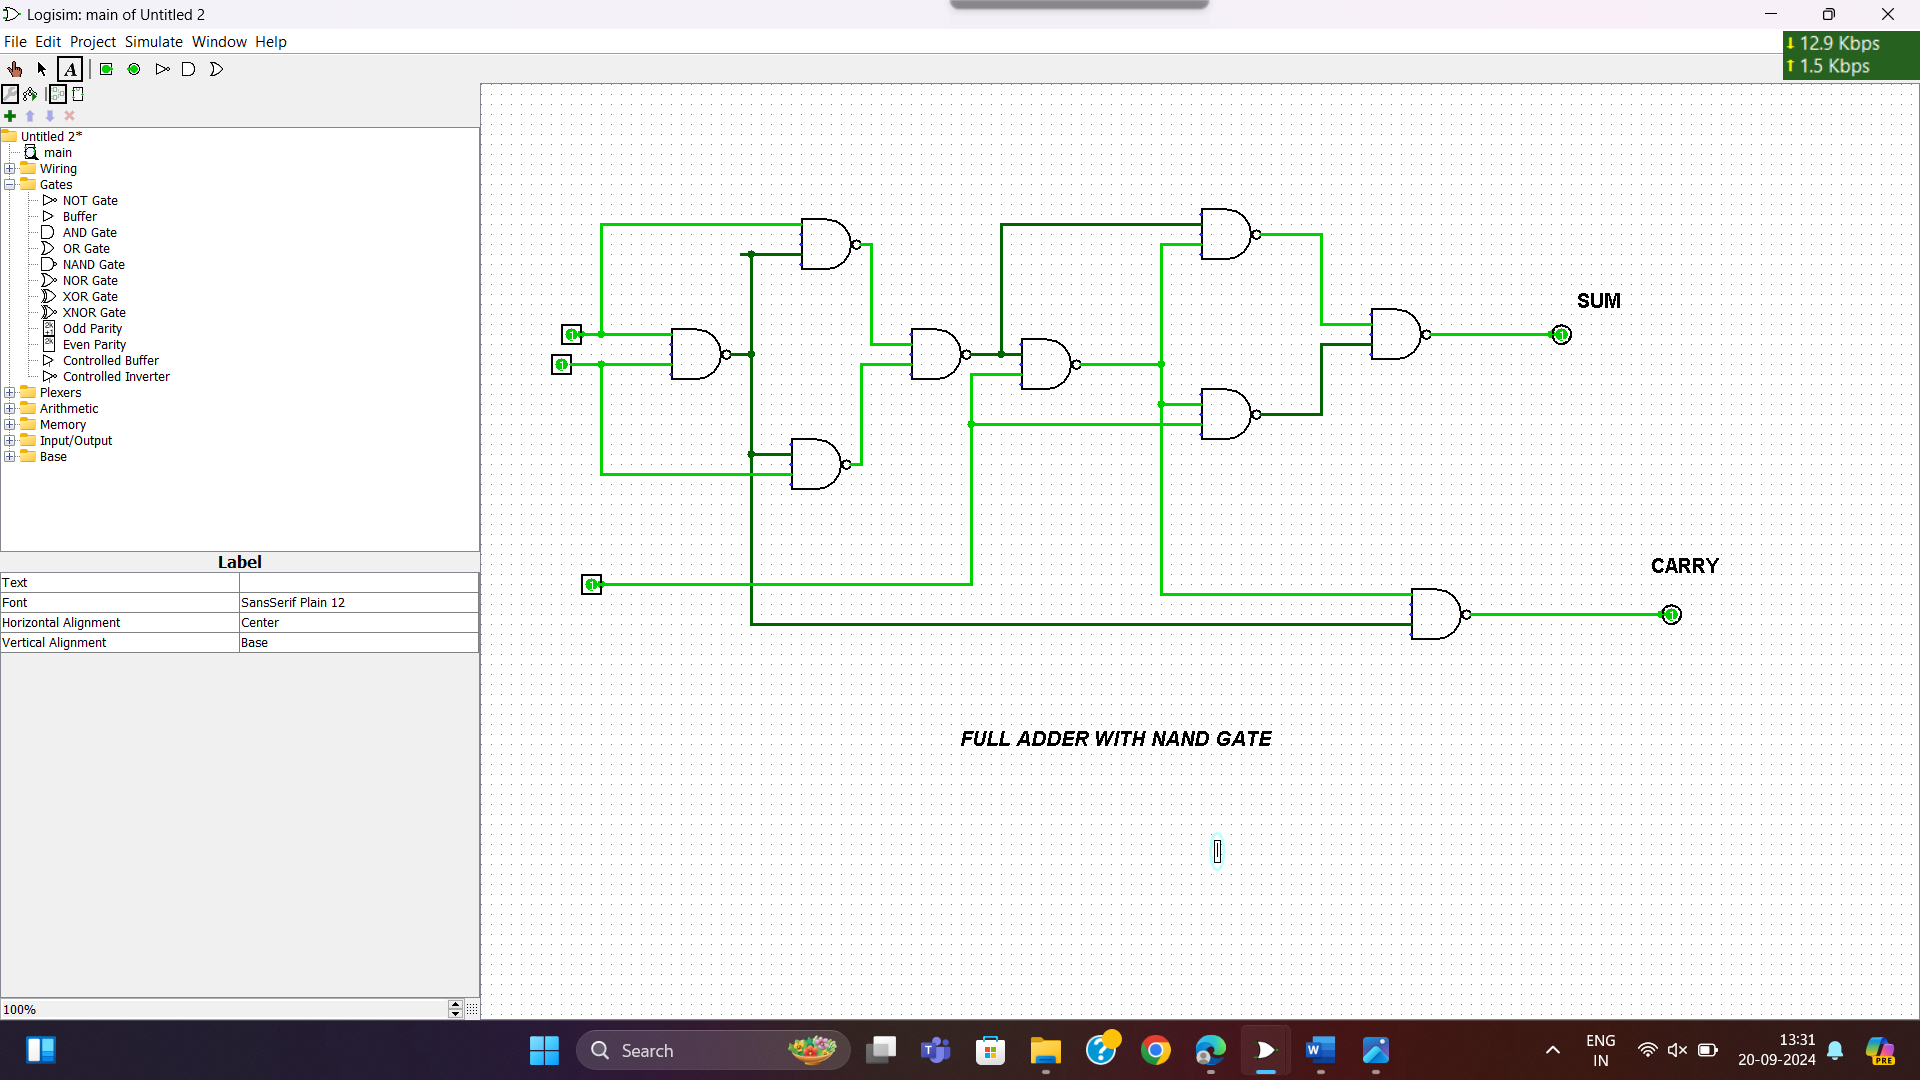 Logisim: main of Untitled 2
File Edit Project Simulate Window Help
12.9 Kbps
1.5 Kbps
A
Untitled 2*
main
Wiring
Gates
NOT Gate
Buffer
AND Gate
OR Gate
NAND Gate
NOR Gate
XOR Gate
XNOR Gate
Odd Parity
Even Parity
Controlled Buffer
Controlled Inverter
Plexers
Arithmetic
Memory
Input/Output
Base
Label
Text
Font SansSerif Plain 12
Horizontal Alignment Center
Vertical Alignment Base
100%
SUM
1
1
1
CARRY
1
1
FULL ADDER WITH NAND GATE
Search
ENG
IN
13:31
20-09-2024
PRE